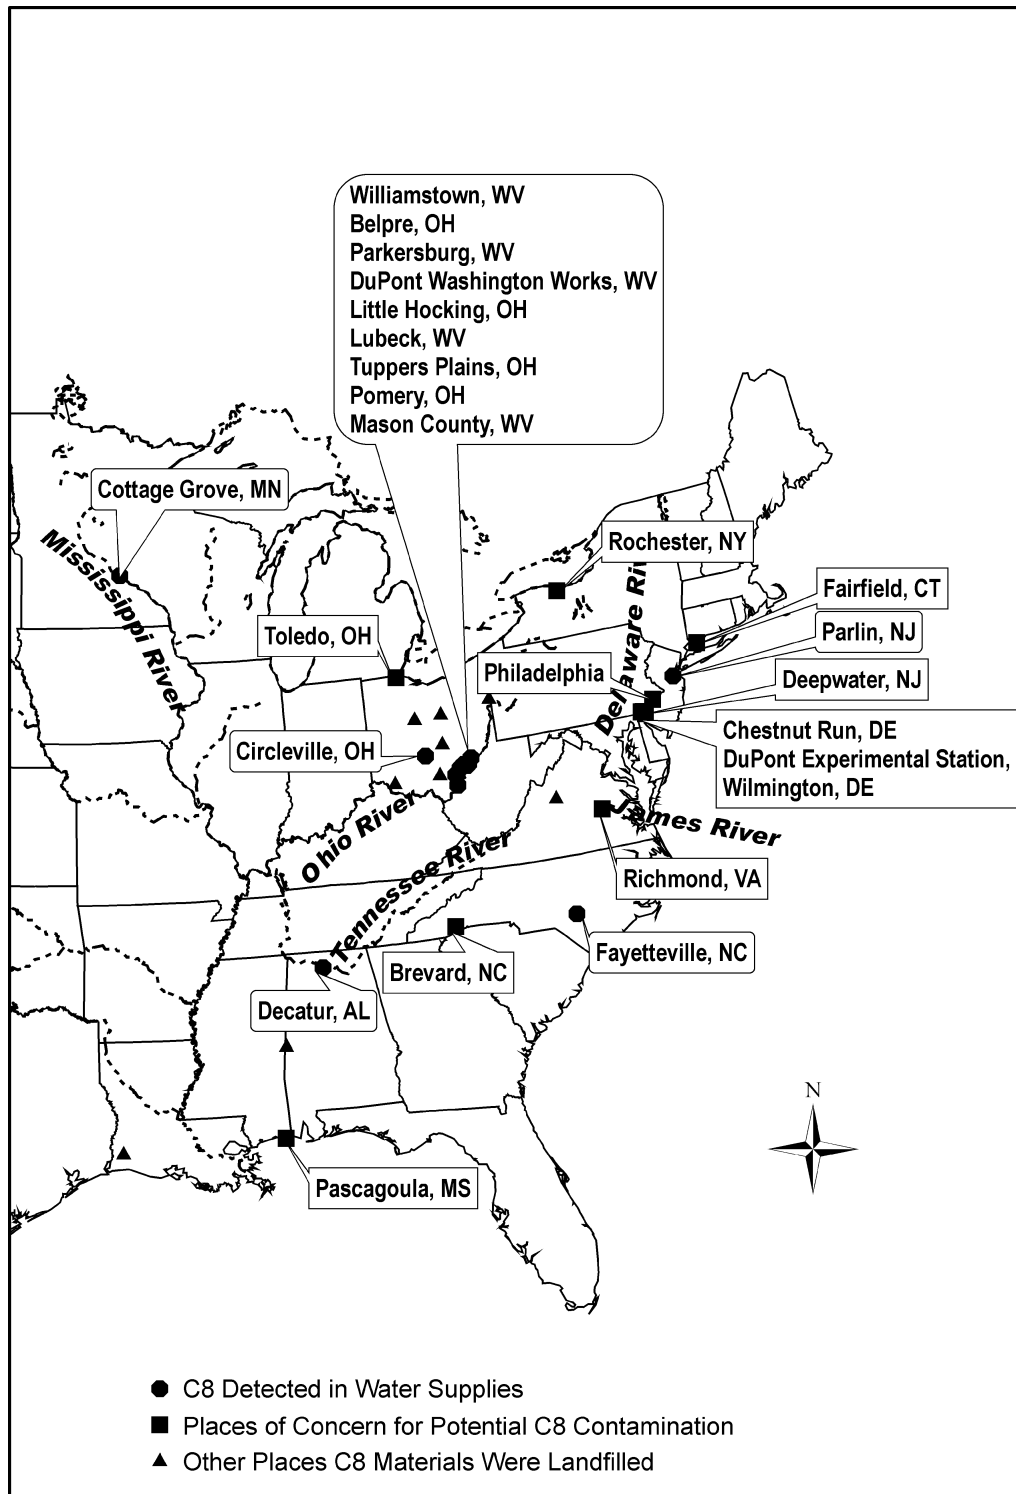 Williamstown, WV
Belpre, OH
Parkersburg, WV
DuPont Washington Works, WV
Little Hocking, OH
Lubeck, WV
Tuppers Plains, OH
Pomery, OH
Mason County, WV
Cottage Grove, MN
Mississippi River
Rochester, NY
Delaware Riv
Fairfield, CT
Toledo, OH
Parlin, NJ
Philadelphia
Deepwater, NJ
Circleville, OH
Chestnut Run, DE
DuPont Experimental Station,
Wilmington, DE
Ohio River
James River
Tennessee River
Richmond, VA
Fayetteville, NC
Brevard, NC
Decatur, AL
N
Pascagoula, MS
C8 Detected in Water Supplies
Places of Concern for Potential C8 Contamination
Other Places C8 Materials Were Landfilled